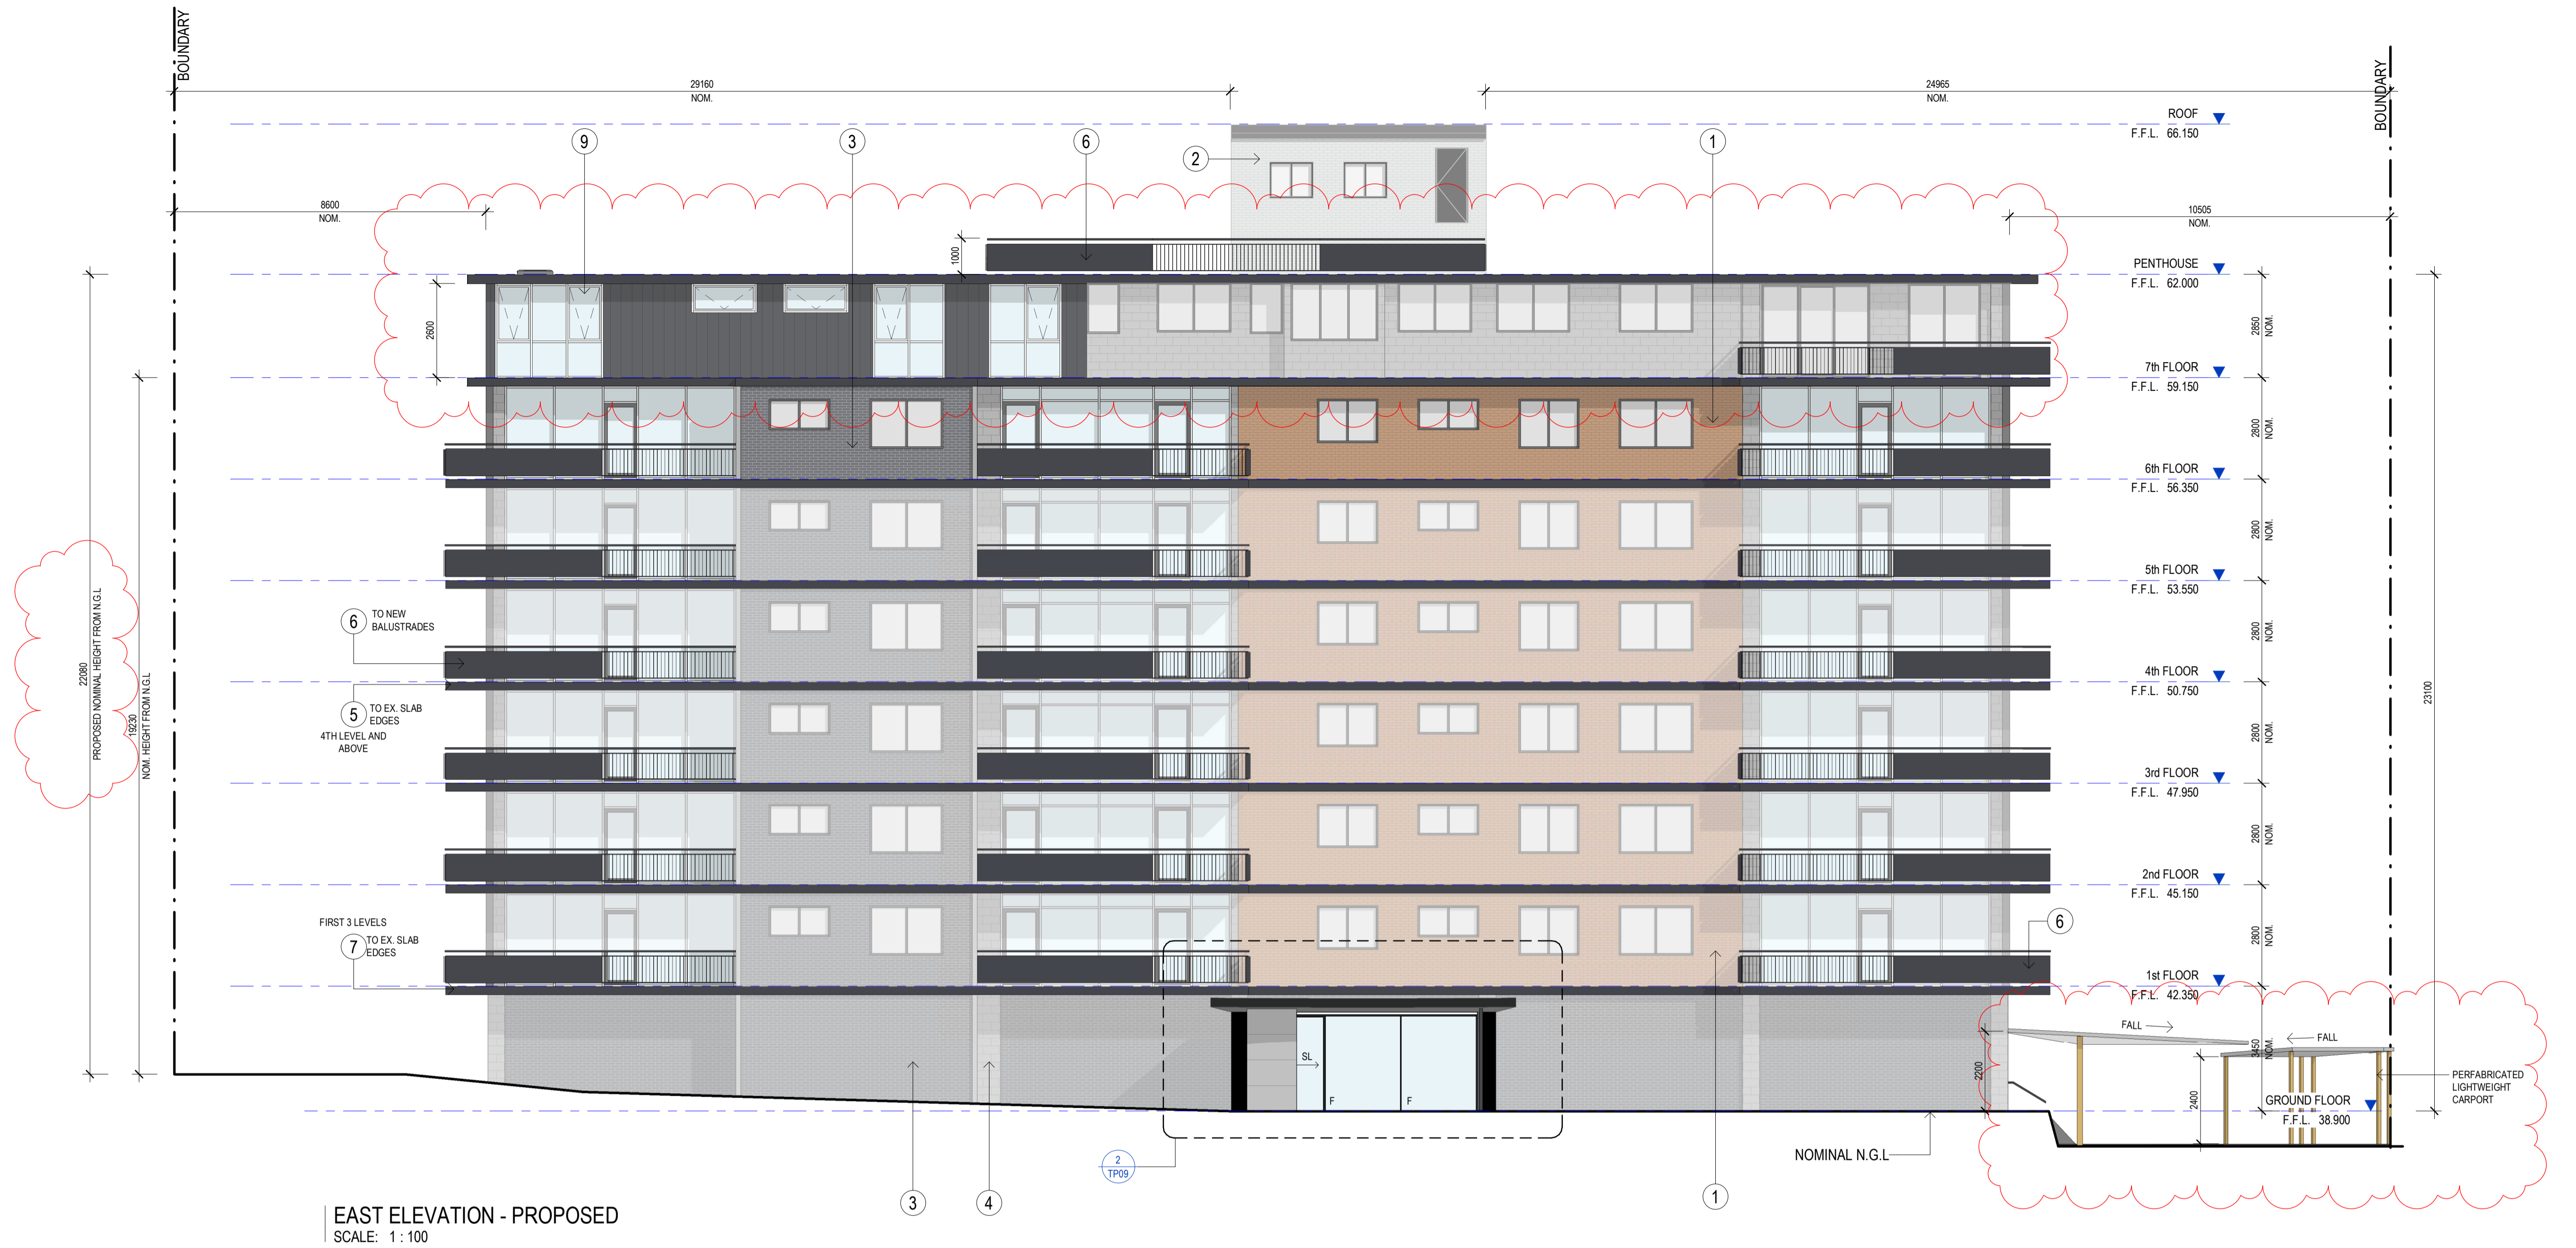 BOUNDARY
BOUNDARY
29160
NOM.
24965
NOM.
ROOF
F.F.L. 66.150
9
3
6
2
1
8600
NOM.
10505
NOM.
1000
PENTHOUSE
F.F.L. 62.000
2600
2850
NOM.
7th FLOOR
F.F.L. 59.150
2800
NOM.
6th FLOOR
F.F.L. 56.350
2800
NOM.
5th FLOOR
F.F.L. 53.550
6
TO NEW
BALUSTRADES
2800
NOM.
22080
PROPOSED NOMINAL HEIGHT FROM N.G.L
19230
NOM. HEIGHT FROM N.G.L
4th FLOOR
F.F.L. 50.750
23100
5
TO EX. SLAB
EDGES
4TH LEVEL AND
ABOVE
2800
NOM.
3rd FLOOR
F.F.L. 47.950
2800
NOM.
2nd FLOOR
F.F.L. 45.150
FIRST 3 LEVELS
7
TO EX. SLAB
EDGES
6
2800
NOM.
1st FLOOR
F.F.L. 42.350
FALL
FALL
3450
NOM.
SL
F
F
2200
2400
PERFABRICATED
LIGHTWEIGHT
CARPORT
GROUND FLOOR
F.F.L. 38.900
NOMINAL N.G.L
2
TP09
3
4
1
EAST ELEVATION - PROPOSED
SCALE: 1 : 100